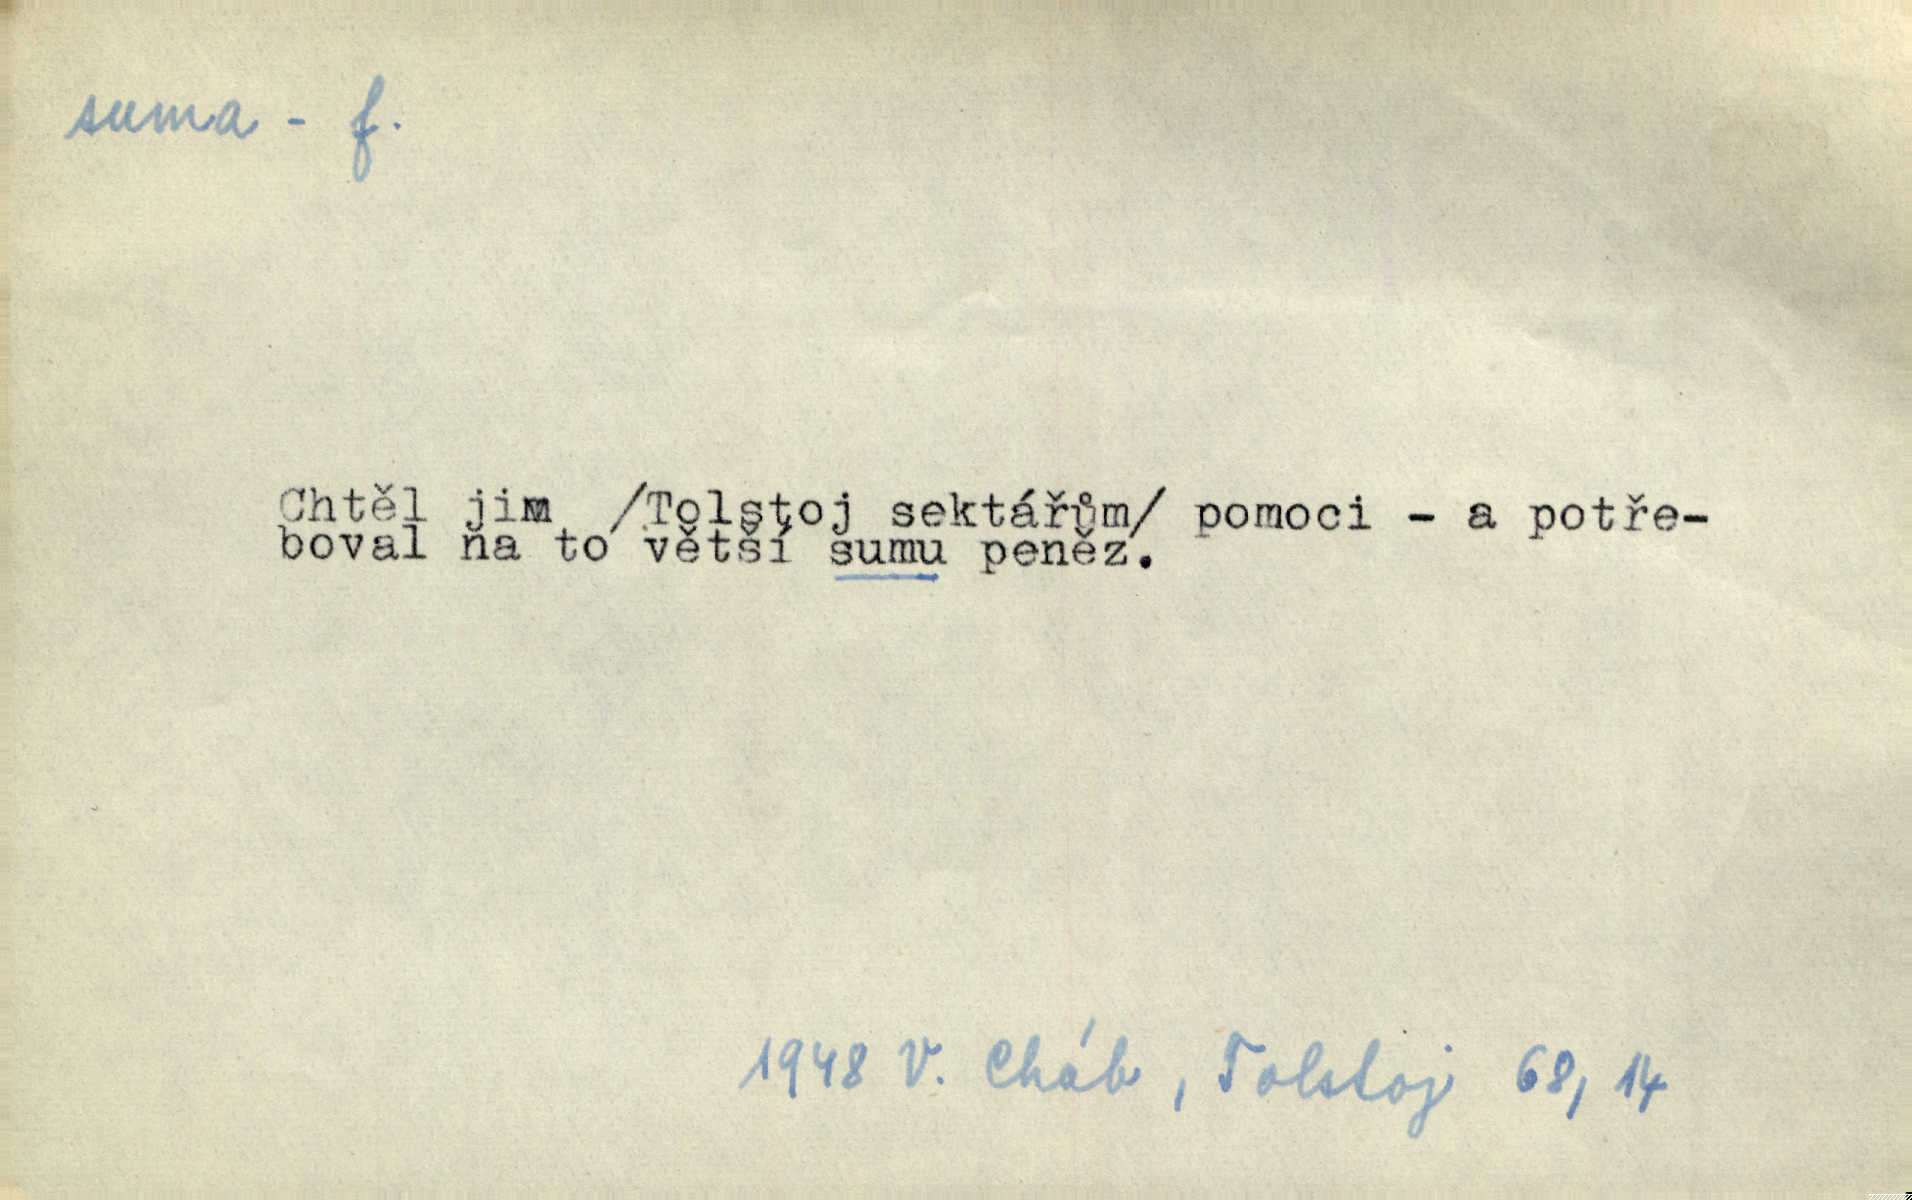 suma - f.
Chtěl jim /Tolstoj sektářům/ pomoci - a potře-
boval na to větší sumu peněz.
1948 V. Cháb, Tolstoj 68, 14